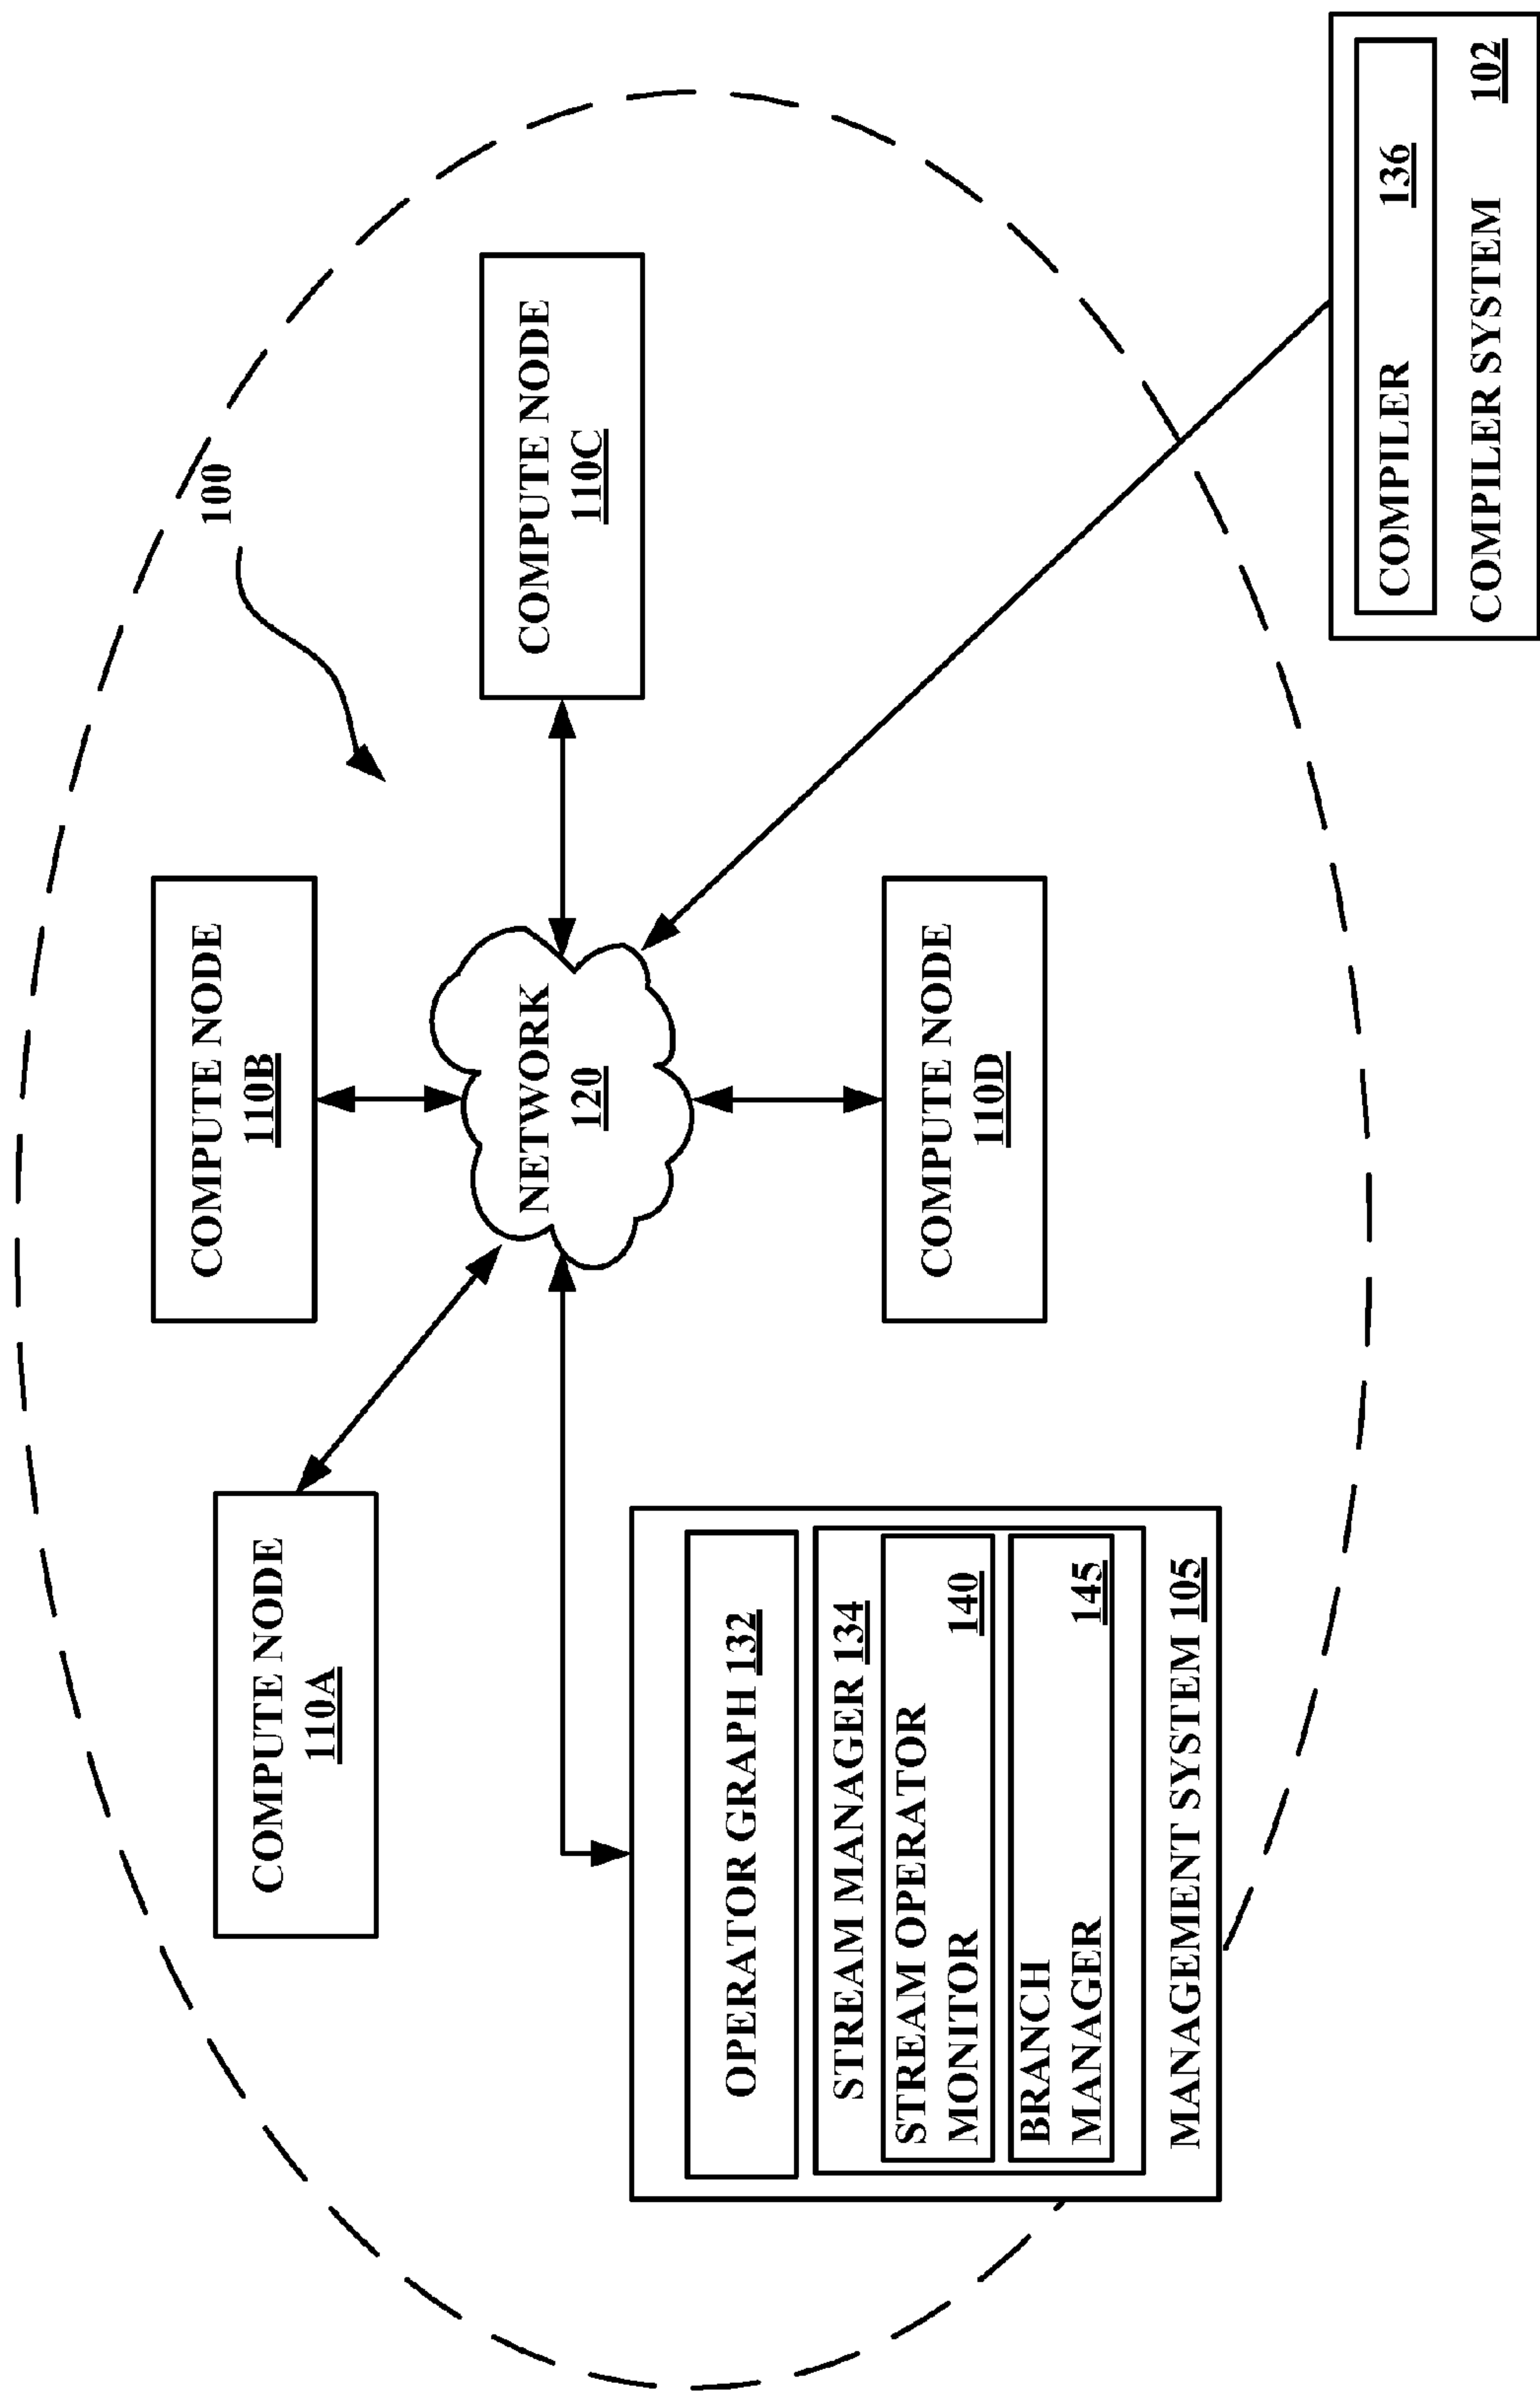 100
COMPUTE NODE
110B
COMPUTE NODE
110A
COMPUTE NODE
110C
NETWORK
120
OPERATOR GRAPH 132
STREAM MANAGER 134
STREAM OPERATOR
MONITOR 140
BRANCH
MANAGER 145
MANAGEMENT SYSTEM 105
COMPUTE NODE
110D
COMPILER 136
COMPILER SYSTEM 102